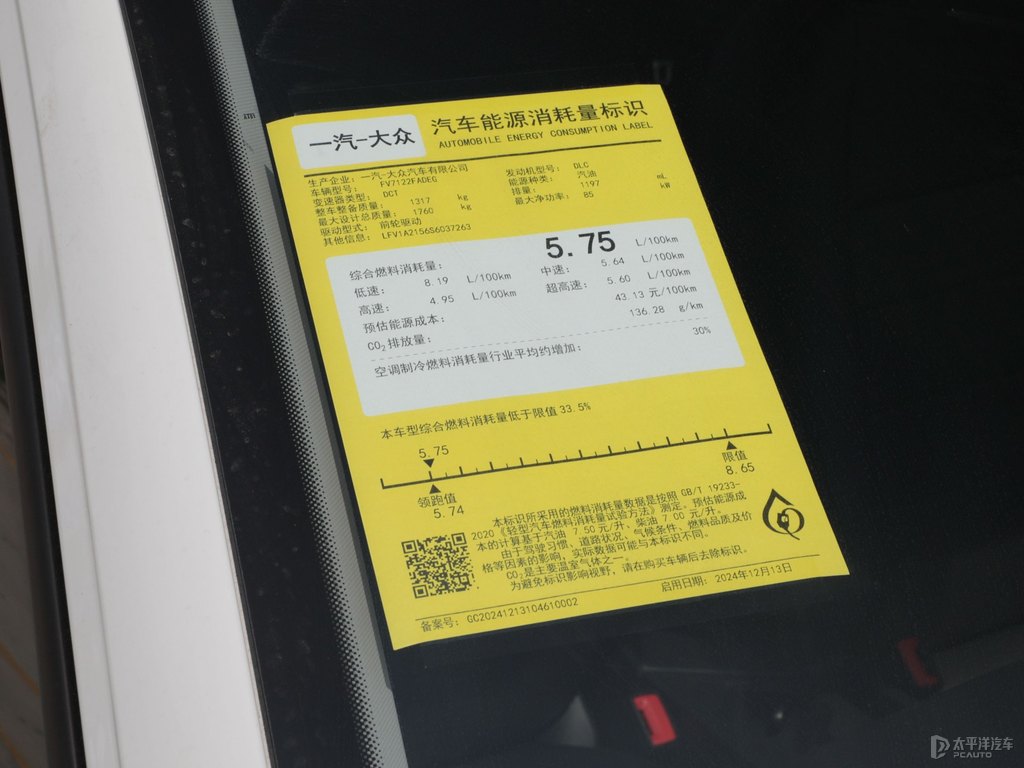 一汽-大众
汽车能源消耗量标识
AUTOMOBILE ENERGY CONSUMPTION LABEL
生产企业: 一汽-大众汽车有限公司
车辆型号: FV7122FADEG 发动机型号: DLC
变速器类型: DCT 能源种类: 汽油
整车整备质量: 1317 kg 排量: 1197 mL
最大设计总质量: 1760 kg 最大净功率: 85 kW
驱动型式: 前轮驱动
其他信息: LFV1A2156S6037263
综合燃料消耗量: 5.75 L/100km
低速: 8.19 L/100km 中速: 5.64 L/100km
高速: 4.95 L/100km 超高速: 5.60 L/100km
预估能源成本: 43.13 元/100km
CO₂排放量: 136.28 g/km
空调制冷燃料消耗量行业平均约增加: 30%
本车型综合燃料消耗量低于限值 33.5%
5.75
领跑值
5.74
限值
8.65
本标识所采用的燃料消耗量数据是按照 GB/T 19233-
2020《轻型汽车燃料消耗量试验方法》测定。预估能源成
本的计算基于汽油 7.50 元/升、柴油 7.00 元/升。
由于驾驶习惯、道路状况、气候条件、燃料品质及价
格等因素的影响, 实际数据可能与本标识不同。
CO₂是主要温室气体之一。
为避免标识影响视野, 请在购买车辆后去除标识。
备案号: GC20241213104610002 启用日期: 2024年12月13日
太平洋汽车
PCAUTO